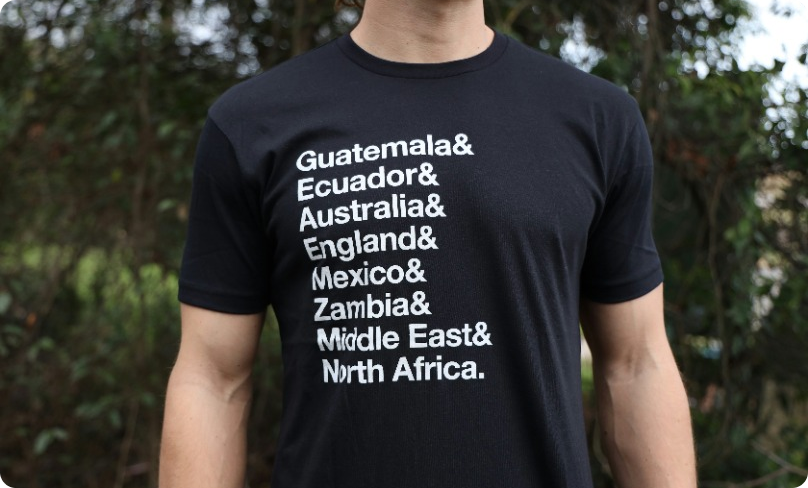 Guatemala&
Ecuador&
Australia&
England&
Mexico&
Zambia&
Middle East&
North Africa.